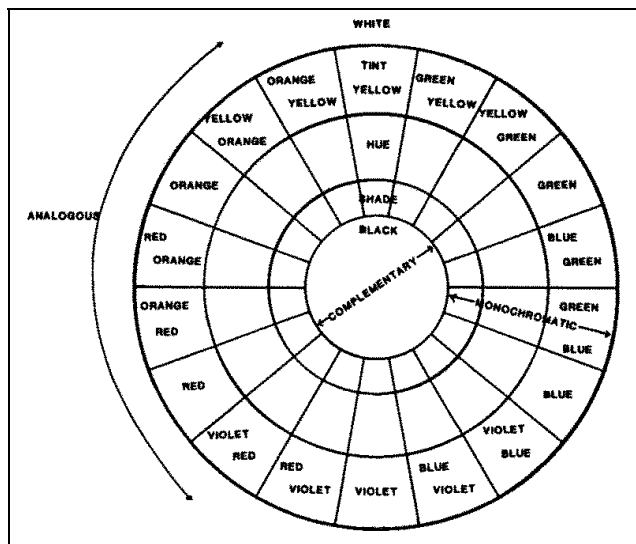 WHITE
TINT
YELLOW
GREEN
YELLOW
YELLOW
GREEN
GREEN
BLUE
GREEN
GREEN
BLUE
BLUE
VIOLET
BLUE
BLUE
VIOLET
VIOLET
RED
VIOLET
VIOLET
RED
RED
ORANGE
RED
RED
ORANGE
ORANGE
YELLOW
ORANGE
ORANGE
YELLOW
HUE
SHADE
BLACK
COMPLEMENTARY
MONOCHROMATIC
ANALOGOUS